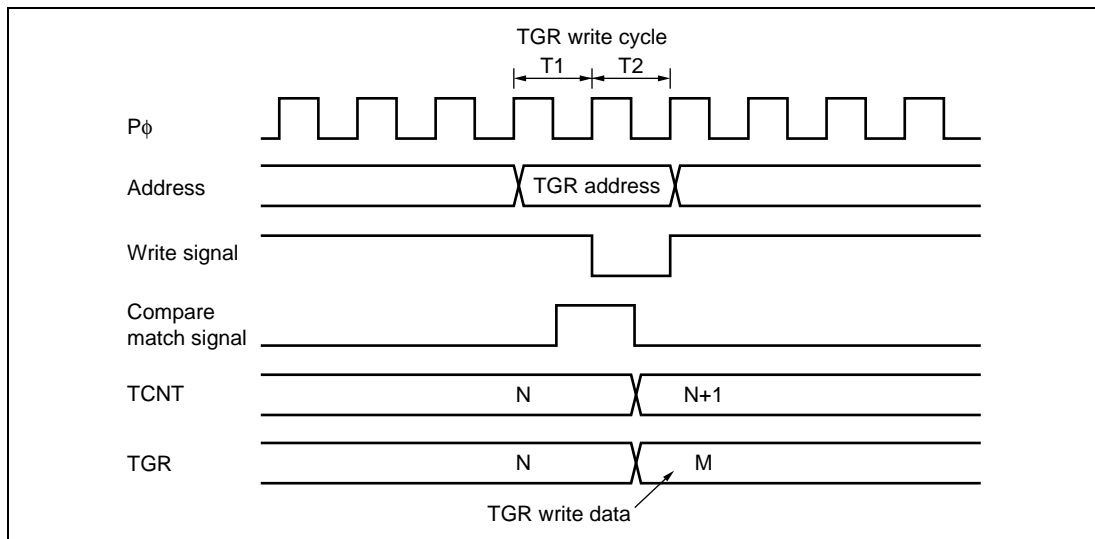 TGR write cycle
T1 T2
Pϕ
Address TGR address
Write signal
Compare
match signal
TCNT N N+1
TGR N M
TGR write data